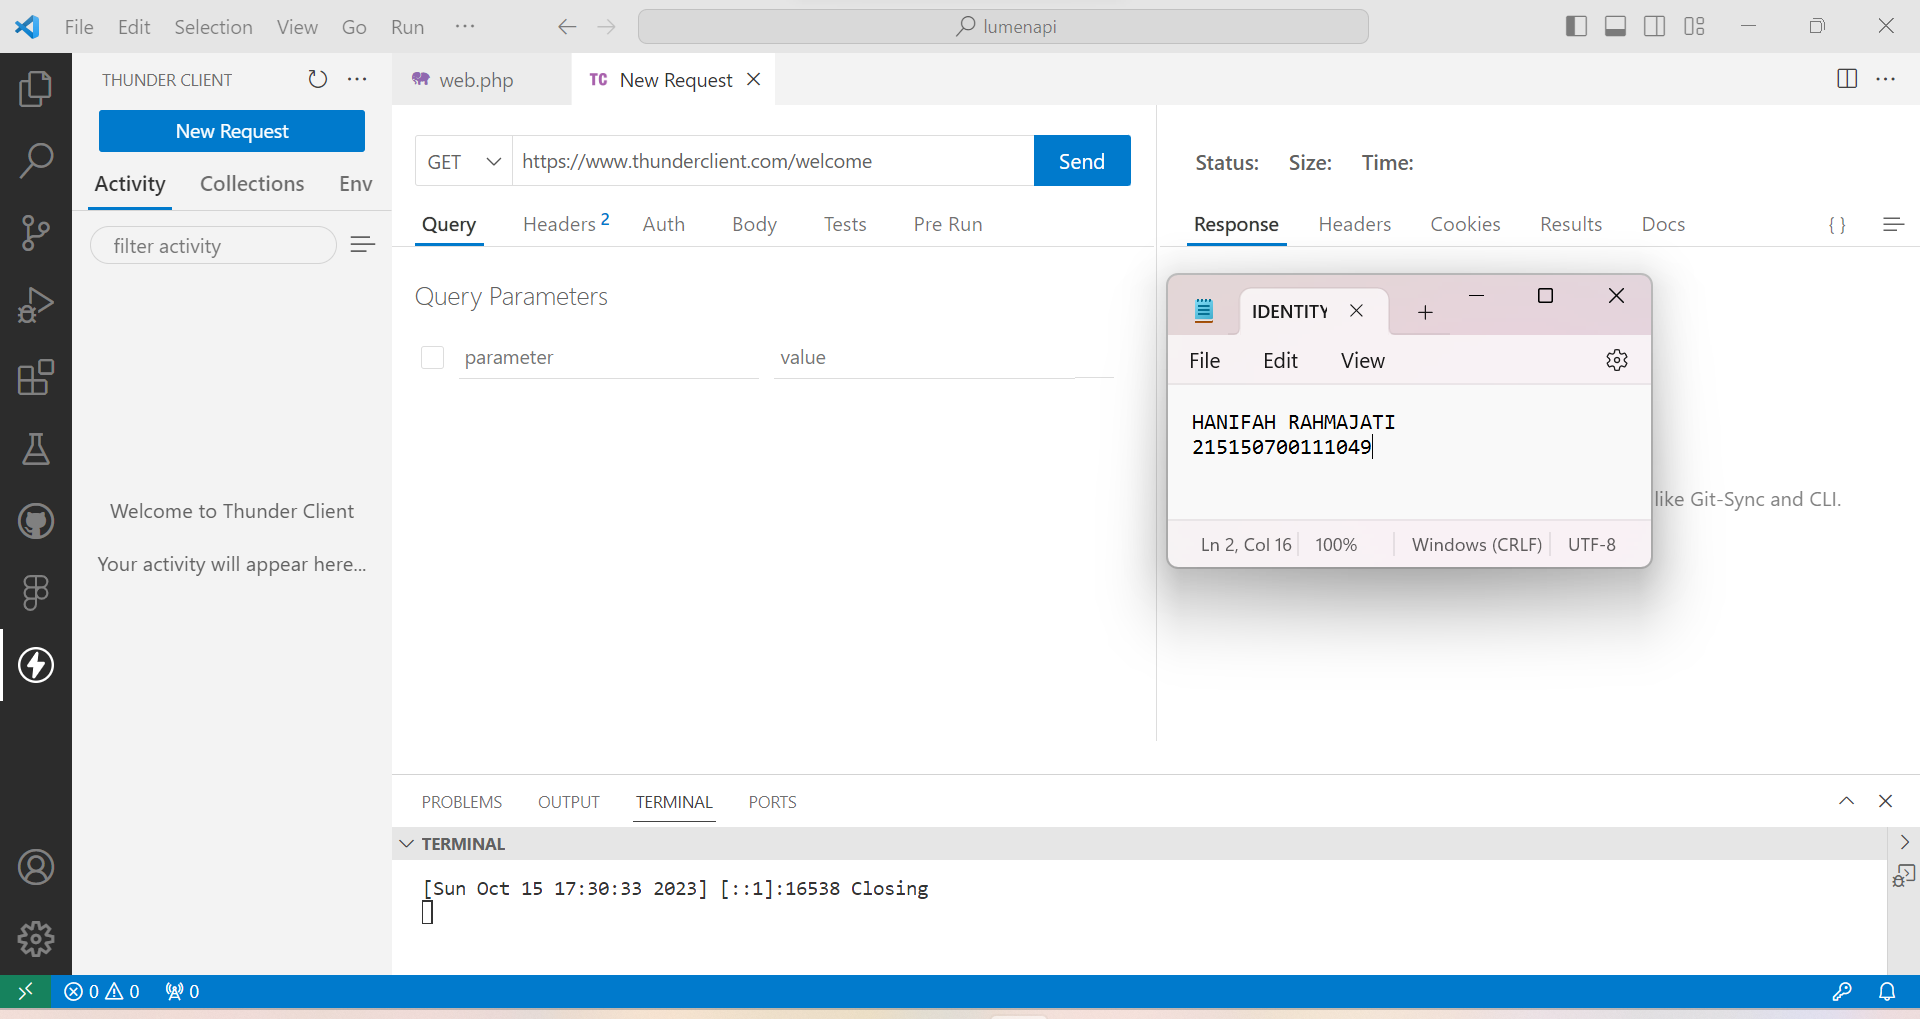 File Edit Selection View Go Run ···
lumenapi
THUNDER CLIENT
New Request
Activity Collections Env
filter activity
Welcome to Thunder Client
Your activity will appear here...
web.php
TC New Request
GET https://www.thunderclient.com/welcome Send
Query Headers 2 Auth Body Tests Pre Run
Query Parameters
parameter value
Status: Size: Time:
Response Headers Cookies Results Docs { }
like Git-Sync and CLI.
IDENTITY
File Edit View
HANIFAH RAHMAJATI
215150700111049
Ln 2, Col 16 100% Windows (CRLF) UTF-8
PROBLEMS OUTPUT TERMINAL PORTS
TERMINAL
[Sun Oct 15 17:30:33 2023] [::1]:16538 Closing
0 0 0